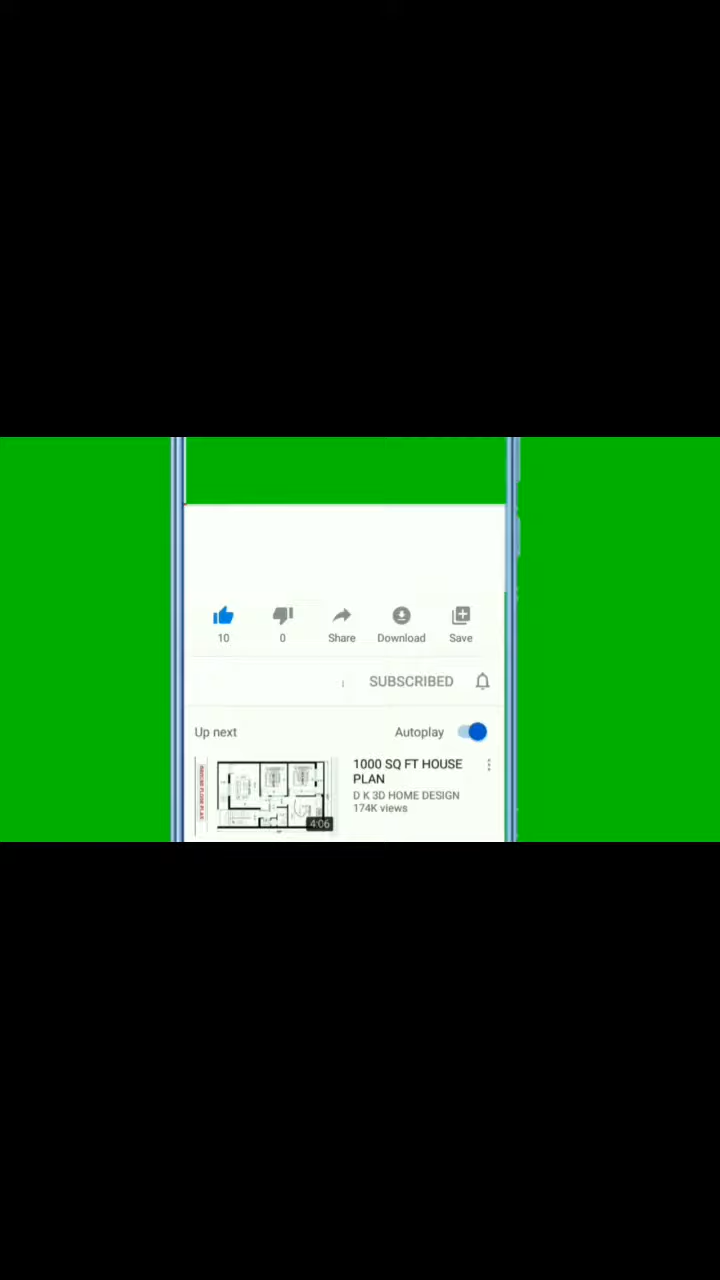 10
0
Share
Download
Save
SUBSCRIBED
Up next
Autoplay
1000 SQ FT HOUSE
PLAN
D K 3D HOME DESIGN
174K views
4:06